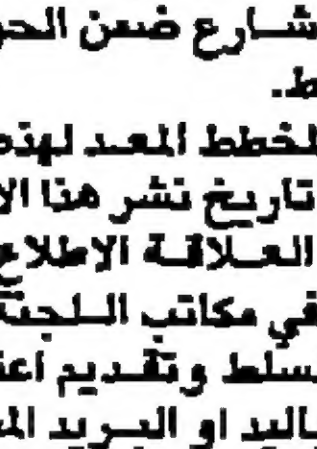 شارع ضمن الحو
ط.
لخطط المعد لهذه
تاريخ نشر هذا الا
العلاقة الاطلاع
في مكاتب اللجنة
سلط وتقديم اعت
باليد او البريد الم